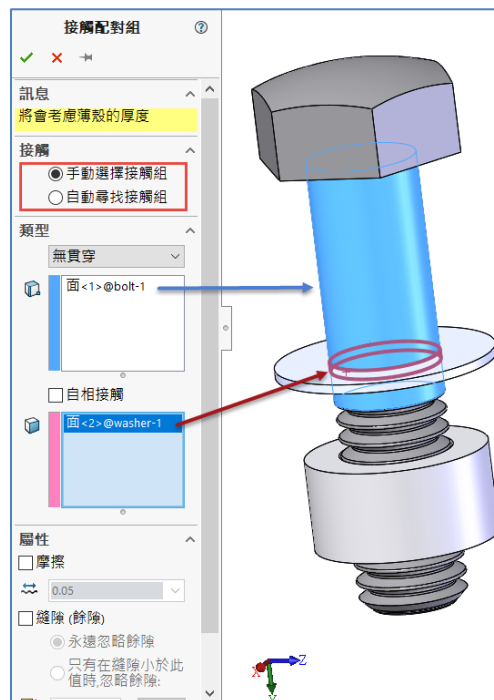 接觸配對組
訊息
將會考慮薄殼的厚度
接觸
手動選擇接觸組
自動尋找接觸組
類型
無貫穿
面<1>@bolt-1
自相接觸
面<2>@washer-1
屬性
摩擦
0.05
縫隙 (餘隙)
永遠忽略餘隙
只有在縫隙小於此
值時,忽略餘隙:
X
Y
Z